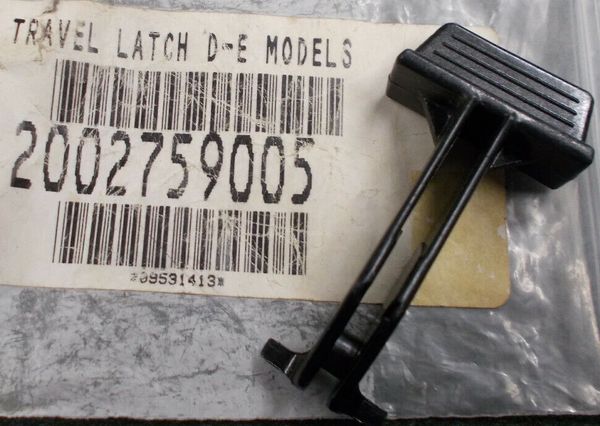 TRAVEL LATCH D-E MODELS
2002759005
*09531413*